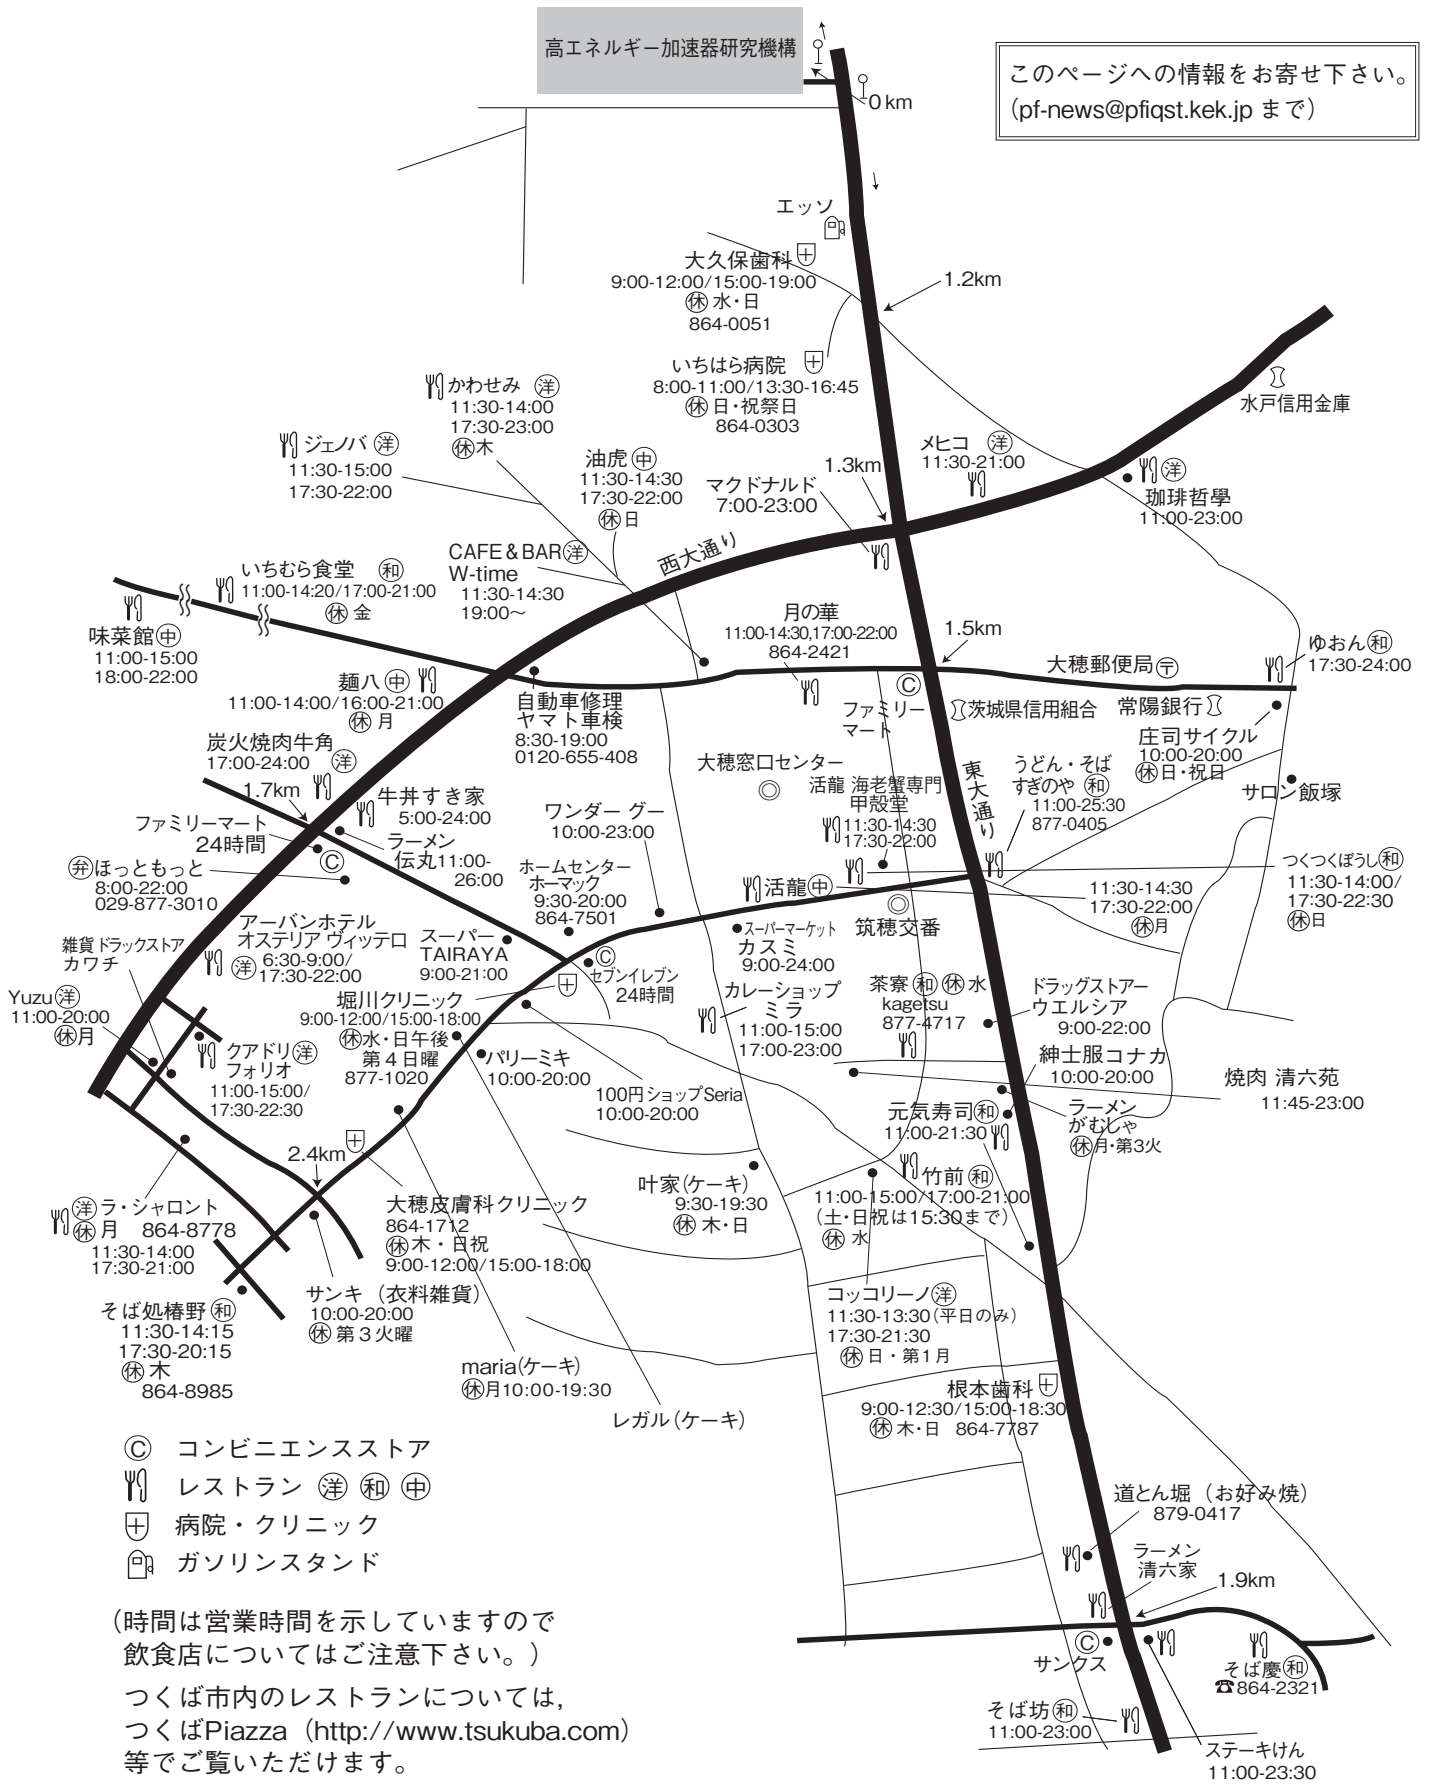 高エネルギー加速器研究機構
このページへの情報をお寄せ下さい。
(pf-news@pfiqst.kek.jp まで)
0 km
エッソ
大久保歯科
9:00-12:00/15:00-19:00
休 水・日
864-0051
1.2km
いちはら病院
8:00-11:00/13:30-16:45
休 日・祝祭日
864-0303
水戸信用金庫
かわせみ 洋
11:30-14:00
17:30-23:00
休 木
ジェノバ 洋
11:30-15:00
17:30-22:00
油虎 中
11:30-14:30
17:30-22:00
休 日
1.3km
マクドナルド
7:00-23:00
メヒコ 洋
11:30-21:00
洋
珈琲哲學
11:00-23:00
西大通り
CAFE & BAR 洋
W-time
11:30-14:30
19:00〜
いちむら食堂 和
11:00-14:20/17:00-21:00
休 金
味菜館 中
11:00-15:00
18:00-22:00
月の華
11:00-14:30,17:00-22:00
864-2421
1.5km
大穂郵便局 〒
ゆおん 和
17:30-24:00
麺八 中
11:00-14:00/16:00-21:00
休 月
自動車修理
ヤマト車検
8:30-19:00
0120-655-408
C
ファミリー
マート
茨城県信用組合
常陽銀行
庄司サイクル
10:00-20:00
休 日・祝日
サロン飯塚
炭火焼肉牛角
17:00-24:00 洋
1.7km
牛丼すき家
5:00-24:00
ファミリーマート
24時間
C
ラーメン
伝丸11:00-
26:00
弁 ほっともっと
8:00-22:00
029-877-3010
ワンダー グー
10:00-23:00
大穂窓口センター
◎
活龍 海老蟹専門
甲殻堂
11:30-14:30
17:30-22:00
東大通り
うどん・そば
すぎのや 和
11:00-25:30
877-0405
ホームセンター
ホーマック
9:30-20:00
864-7501
活龍 中
11:30-14:30
17:30-22:00
休 月
つくつくぼうし 和
11:30-14:00/
17:30-22:30
休 日
◎
筑穂交番
アーバンホテル
オステリア ヴィッテロ
洋 6:30-9:00/
17:30-22:00
スーパー
TAIRAYA
9:00-21:00
スーパーマーケット
カスミ
9:00-24:00
雑貨 ドラックストア
カワチ
C
セブンイレブン
24時間
Yuzu 洋
11:00-20:00
休 月
堀川クリニック
9:00-12:00/15:00-18:00
休 水・日午後
第４日曜
877-1020
カレーショップ
ミラ
11:00-15:00
17:00-23:00
茶寮 和 休 水
kagetsu
877-4717
ドラッグストアー
ウエルシア
9:00-22:00
クアドリ 洋
フォリオ
11:00-15:00/
17:30-22:30
パリーミキ
10:00-20:00
100円ショップSeria
10:00-20:00
紳士服コナカ
10:00-20:00
焼肉 清六苑
11:45-23:00
元気寿司 和
11:00-21:30
ラーメン
がむしゃ
休 月・第3火
2.4km
洋 ラ・シャロント
休 月 864-8778
11:30-14:00
17:30-21:00
大穂皮膚科クリニック
864-1712
休 木・日祝
9:00-12:00/15:00-18:00
叶家(ケーキ)
9:30-19:30
休 木・日
竹前 和
11:00-15:00/17:00-21:00
(土・日祝は15:30まで)
休 水
そば処椿野 和
11:30-14:15
17:30-20:15
休 木
864-8985
サンキ (衣料雑貨)
10:00-20:00
休 第３火曜
コッコリーノ 洋
11:30-13:30(平日のみ)
17:30-21:30
休 日・第1月
maria(ケーキ)
休 月10:00-19:30
レガル(ケーキ)
根本歯科
9:00-12:30/15:00-18:30
休 木・日 864-7787
C コンビニエンスストア
レストラン 洋 和 中
病院・クリニック
ガソリンスタンド
道とん堀 (お好み焼)
879-0417
ラーメン
清六家
1.9km
C
サンクス
そば慶 和
☎864-2321
そば坊 和
11:00-23:00
ステーキけん
11:00-23:30
(時間は営業時間を示していますので
飲食店についてはご注意下さい。)
つくば市内のレストランについては,
つくばPiazza (http://www.tsukuba.com)
等でご覧いただけます。